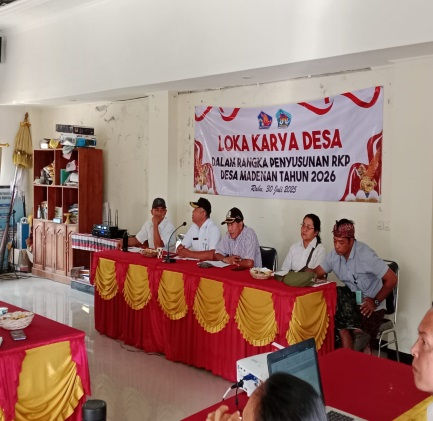 LOKA KARYA DESA
DALAM RANGKA PENYUSUNAN RKP
DESA MADENAN TAHUN 2026
Rabu, 30 Juli 2025